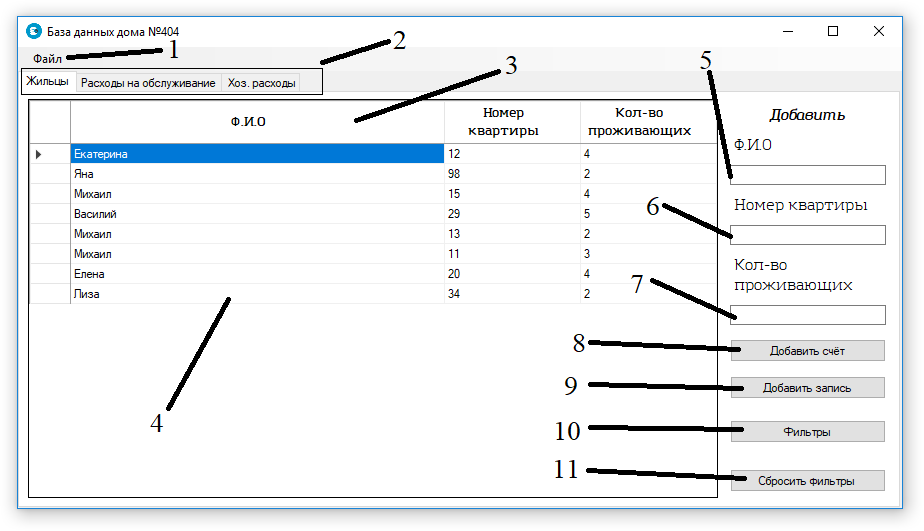 База данных дома №404
Файл
1
2
3
5
Жильцы Расходы на обслуживание Хоз. расходы
Ф.И.О Номер квартиры Кол-во проживающих
Екатерина 12 4
Яна 98 2
Михаил 15 4
Василий 29 5
Михаил 13 2
Михаил 11 3
Елена 20 4
Лиза 34 2
4
Добавить
Ф.И.О
6
Номер квартиры
Кол-во
проживающих
7
8
Добавить счёт
9
Добавить запись
10
Фильтры
11
Сбросить фильтры